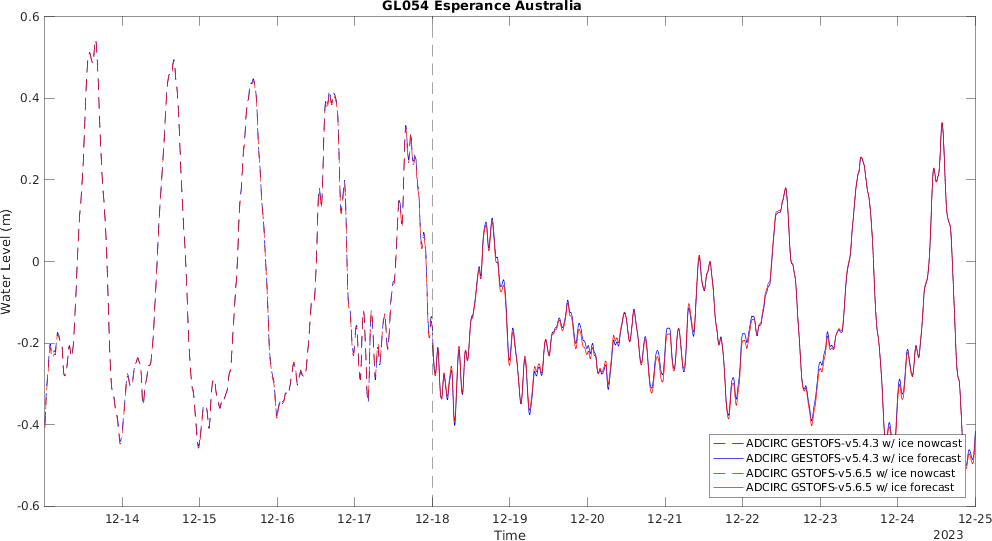 GL054 Esperance Australia
0.6
0.4
0.2
0
-0.2
-0.4
-0.6
Water Level (m)
ADCIRC GESTOFS-v5.4.3 w/ ice nowcast
ADCIRC GESTOFS-v5.4.3 w/ ice forecast
ADCIRC GSTOFS-v5.6.5 w/ ice nowcast
ADCIRC GSTOFS-v5.6.5 w/ ice forecast
12-14 12-15 12-16 12-17 12-18 12-19 12-20 12-21 12-22 12-23 12-24 12-25
Time
2023